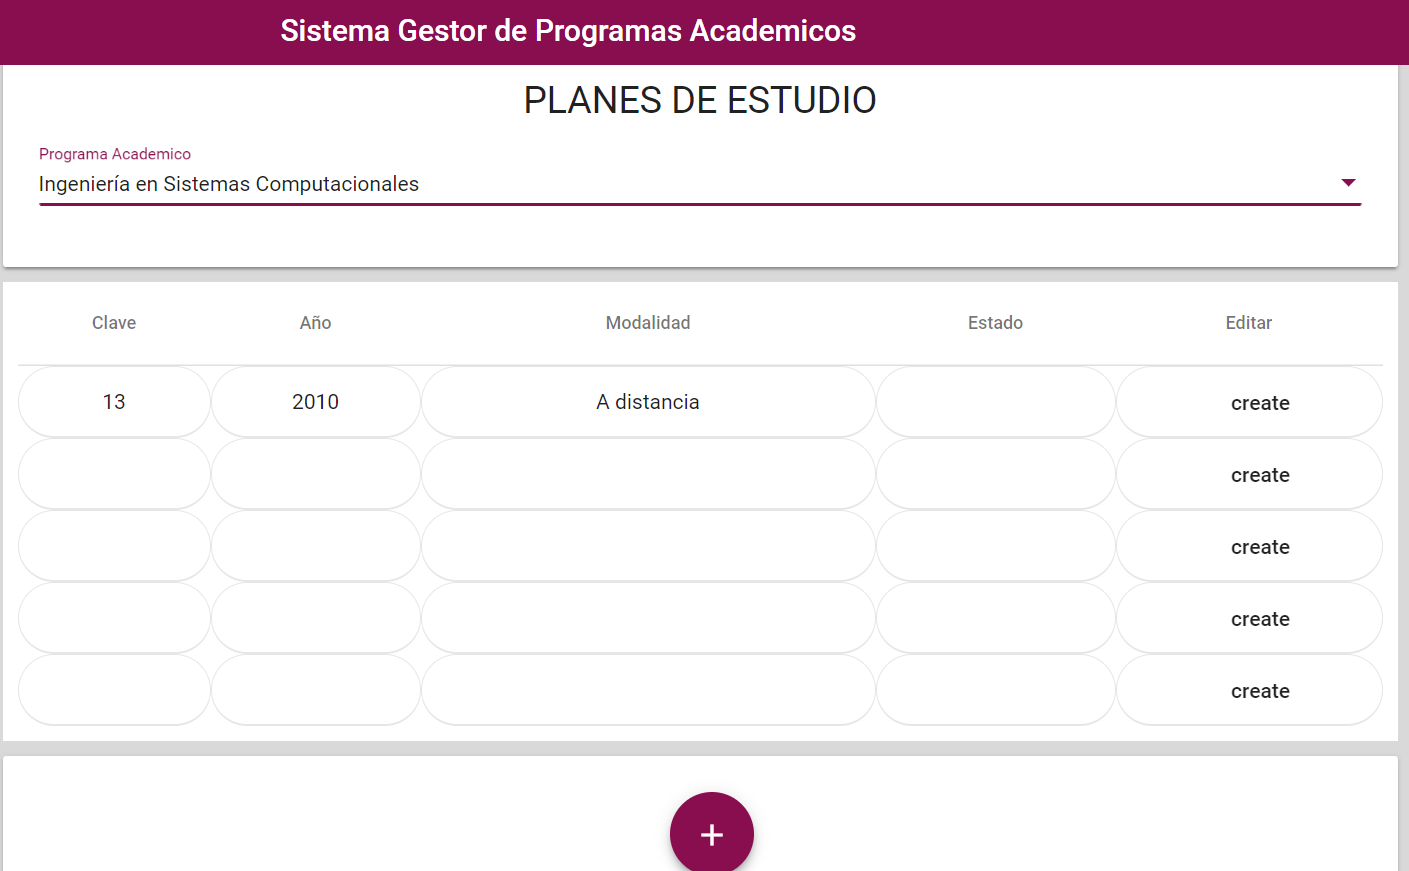 Sistema Gestor de Programas Academicos
PLANES DE ESTUDIO
Programa Academico
Ingeniería en Sistemas Computacionales
Clave Año Modalidad Estado Editar
13 2010 A distancia create
create
create
create
create
+